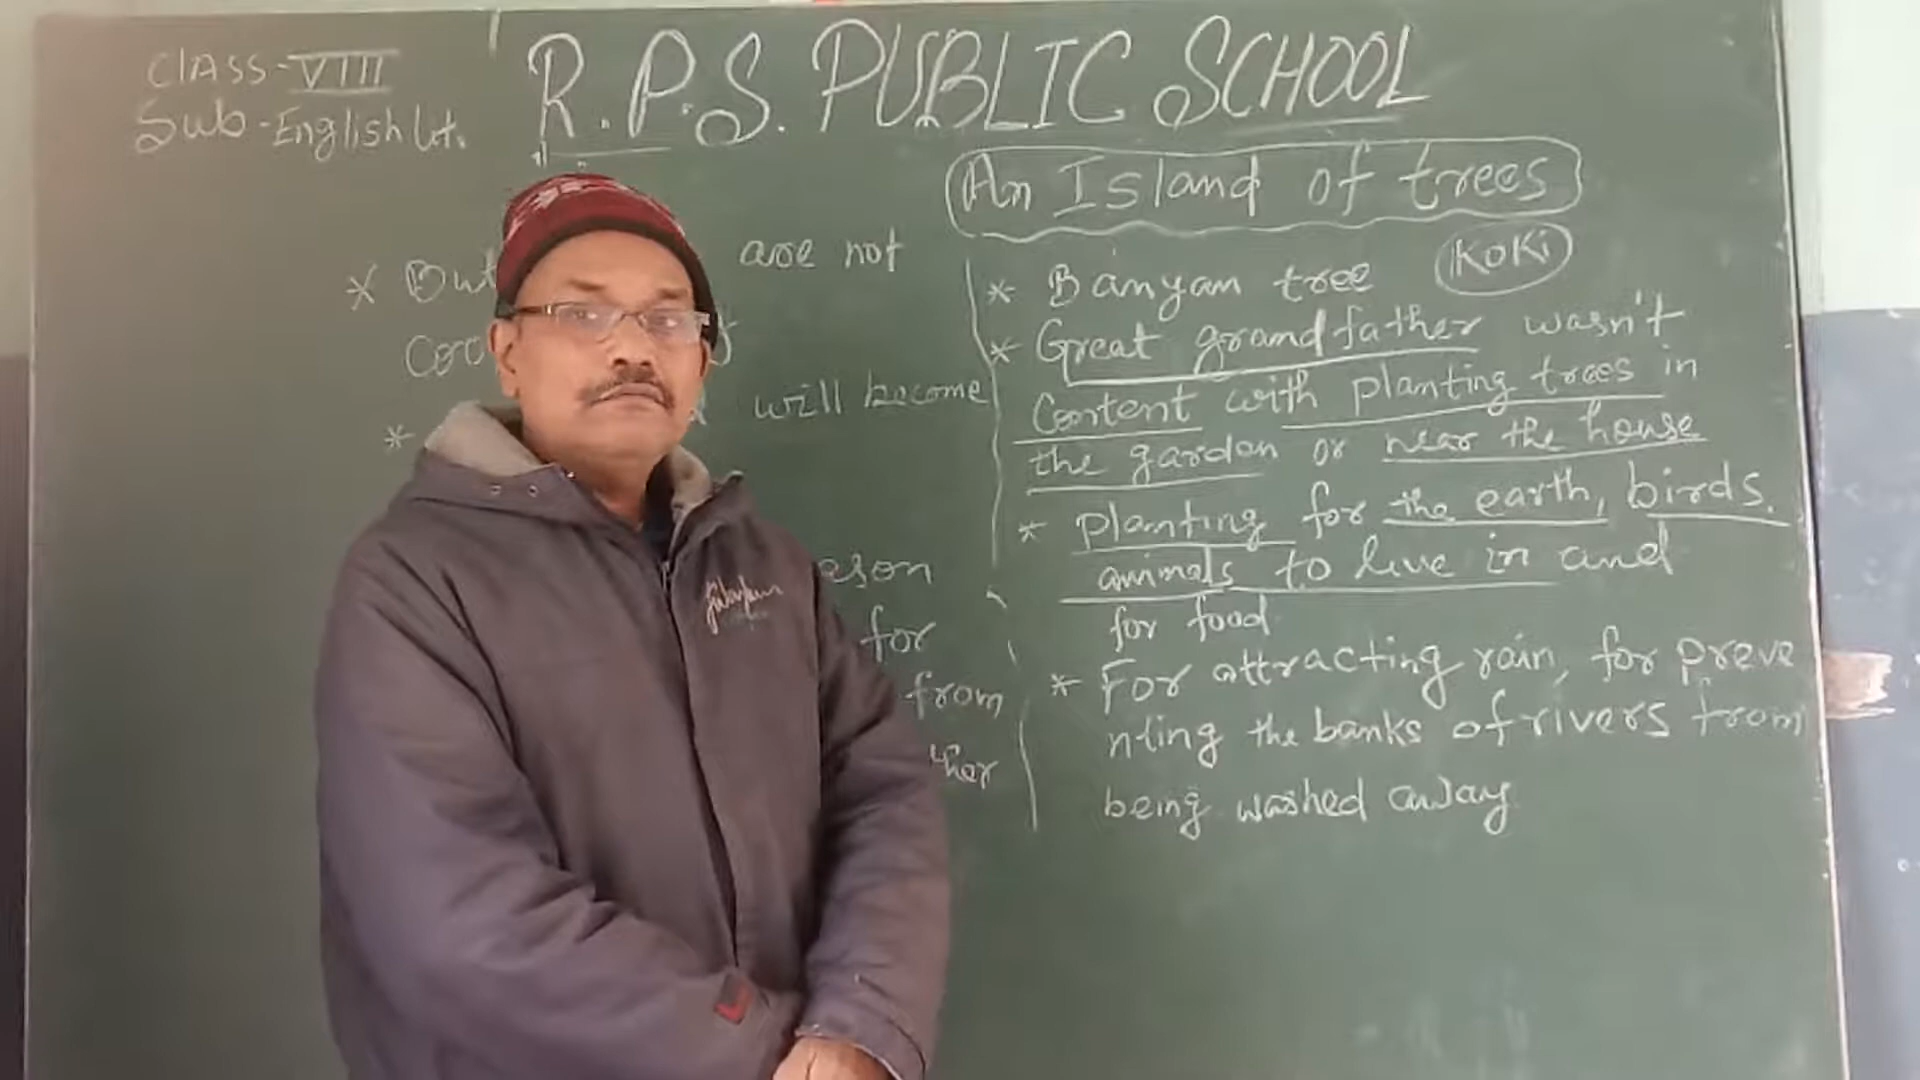 CLASS-VIII
Sub-English Lit.
R.P.S. PUBLIC SCHOOL
An Island of trees
* But are not
* will become
for
from
KOKi
* Banyan tree
* Great grandfather wasn't
Content with planting trees in
the garden or near the house
* planting for the earth, birds.
animals to live in and
for food.
* For attracting rain, for preve
nting the banks of rivers from
being washed away